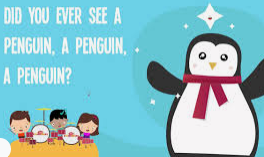 DID YOU EVER SEE A
PENGUIN, A PENGUIN,
A PENGUIN?